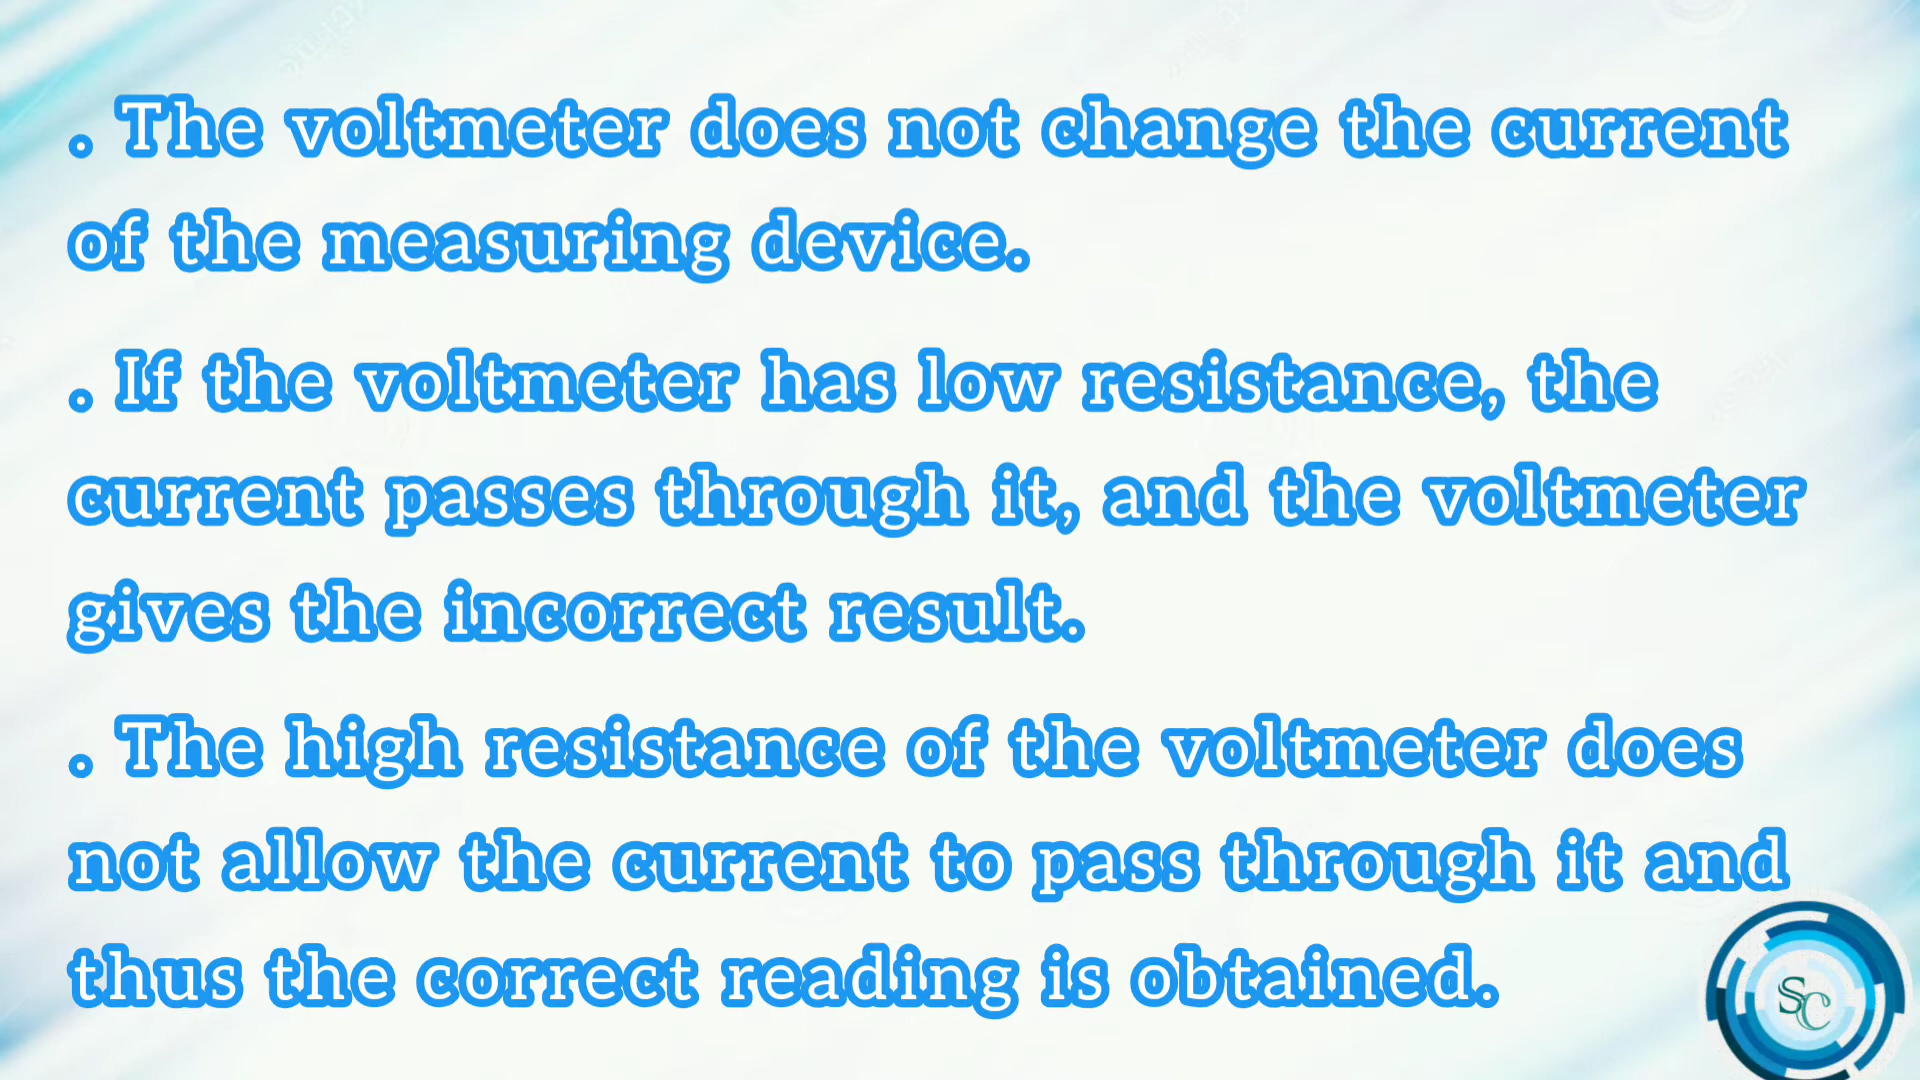 . The voltmeter does not change the current
of the measuring device.
. If the voltmeter has low resistance, the
current passes through it, and the voltmeter
gives the incorrect result.
. The high resistance of the voltmeter does
not allow the current to pass through it and
thus the correct reading is obtained.
SC